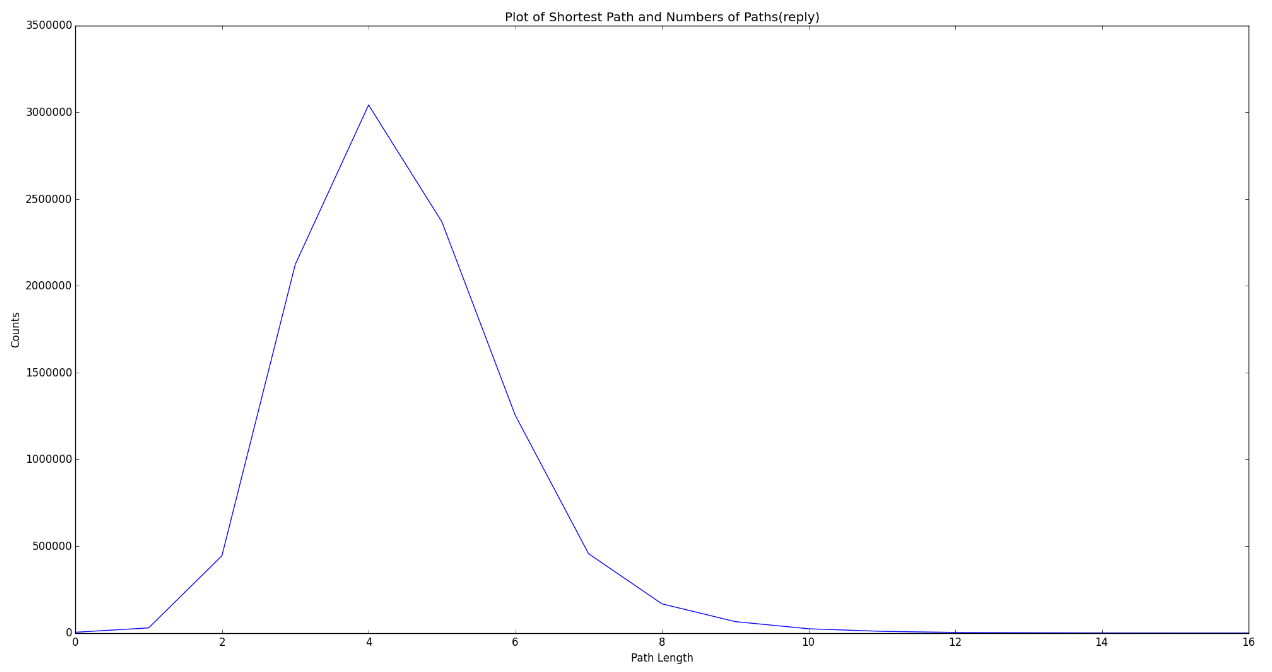 Plot of Shortest Path and Numbers of Paths(reply)
3500000
3000000
2500000
2000000
1500000
1000000
500000
0
Counts
0 2 4 6 8 10 12 14 16
Path Length